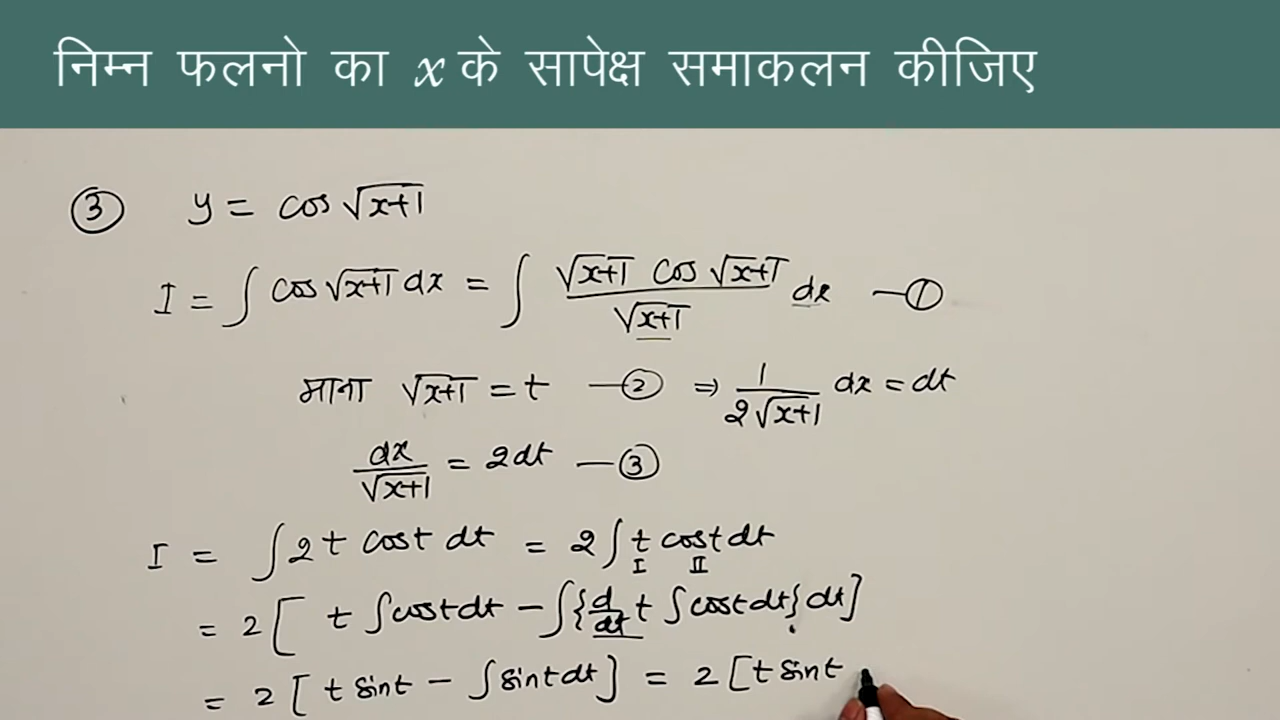 निम्न फलनो का x के सापेक्ष समाकलन कीजिए
③ y = cos √(x+1)
I = ∫ cos √(x+1) dx = ∫ (√(x+1) cos √(x+1))/√(x+1) dx —①
माना √(x+1) = t —② ⇒ 1/(2√(x+1)) dx = dt
dx/√(x+1) = 2dt —③
I = ∫ 2t cost dt = 2 ∫ t cost dt
I II
= 2 [ t ∫cost dt − ∫{d/dt t ∫cost dt} dt]
= 2 [ t sint − ∫sint dt ] = 2 [t sint